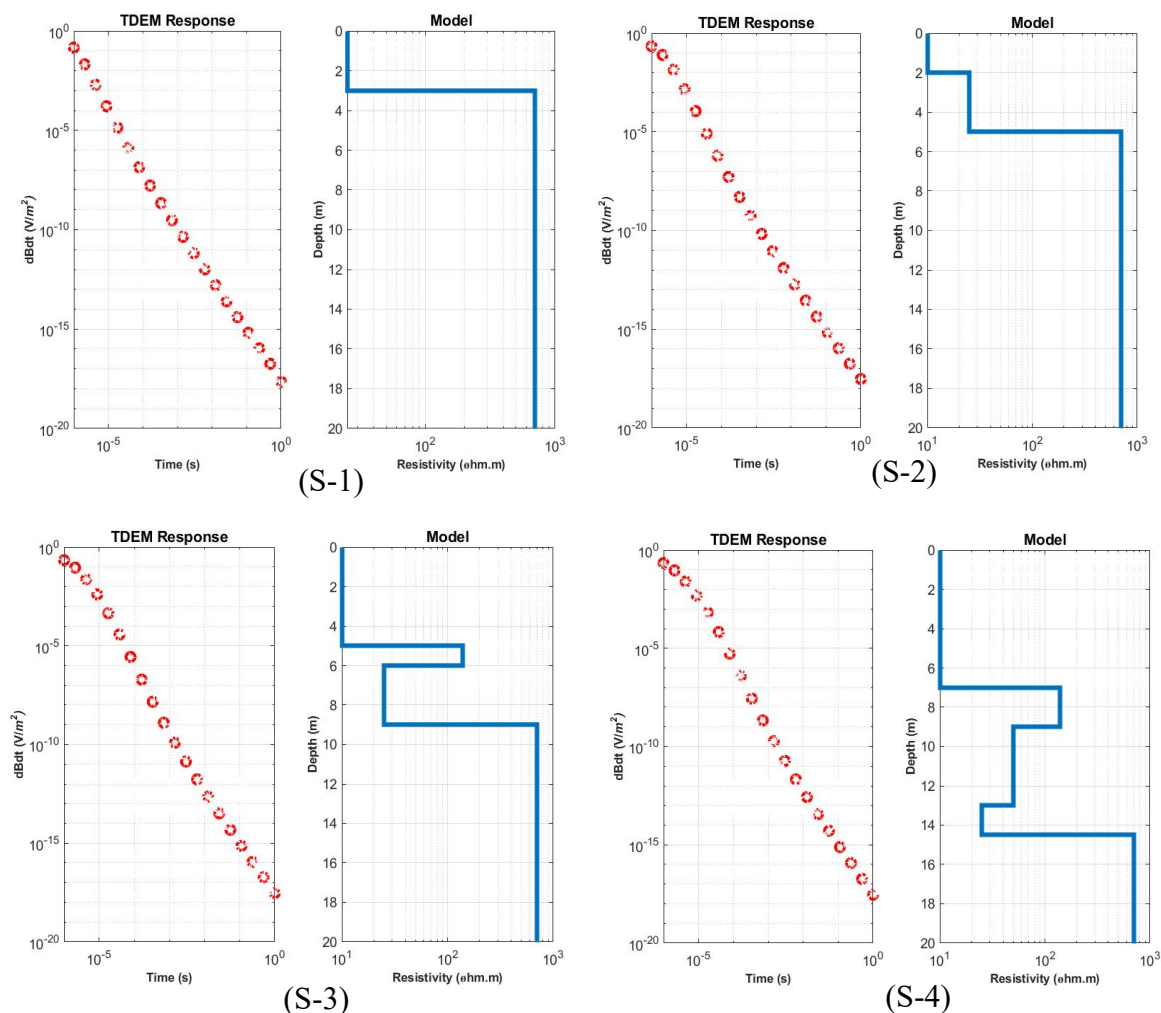 TDEM Response
Model
10^0
10^-5
10^-10
10^-15
10^-20
dBdt (V/m^2)
10^-5
10^0
Time (s)
0
2
4
6
8
10
12
14
16
18
20
Depth (m)
10^2
10^3
Resistivity (ɵhm.m)
(S-1)
TDEM Response
Model
10^0
10^-5
10^-10
10^-15
10^-20
dBdt (V/m^2)
10^-5
10^0
Time (s)
0
2
4
6
8
10
12
14
16
18
20
Depth (m)
10^1
10^2
10^3
Resistivity (ɵhm.m)
(S-2)
TDEM Response
Model
10^0
10^-5
10^-10
10^-15
10^-20
dBdt (V/m^2)
10^-5
10^0
Time (s)
0
2
4
6
8
10
12
14
16
18
20
Depth (m)
10^1
10^2
10^3
Resistivity (ɵhm.m)
(S-3)
TDEM Response
Model
10^0
10^-5
10^-10
10^-15
10^-20
dBdt (V/m^2)
10^-5
10^0
Time (s)
0
2
4
6
8
10
12
14
16
18
20
Depth (m)
10^1
10^2
10^3
Resistivity (ɵhm.m)
(S-4)